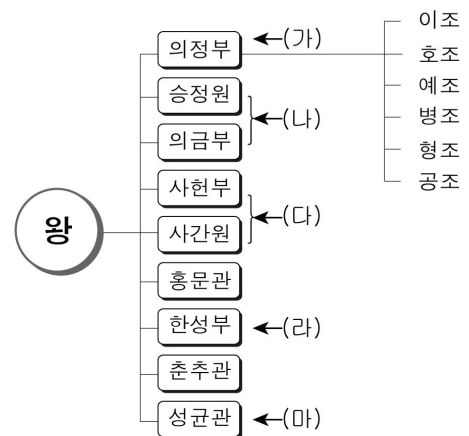 이조
의정부 ←(가)
호조
예조
승정원
병조
←(나)
의금부
형조
공조
사헌부
←(다)
왕
사간원
홍문관
한성부 ←(라)
춘추관
성균관 ←(마)